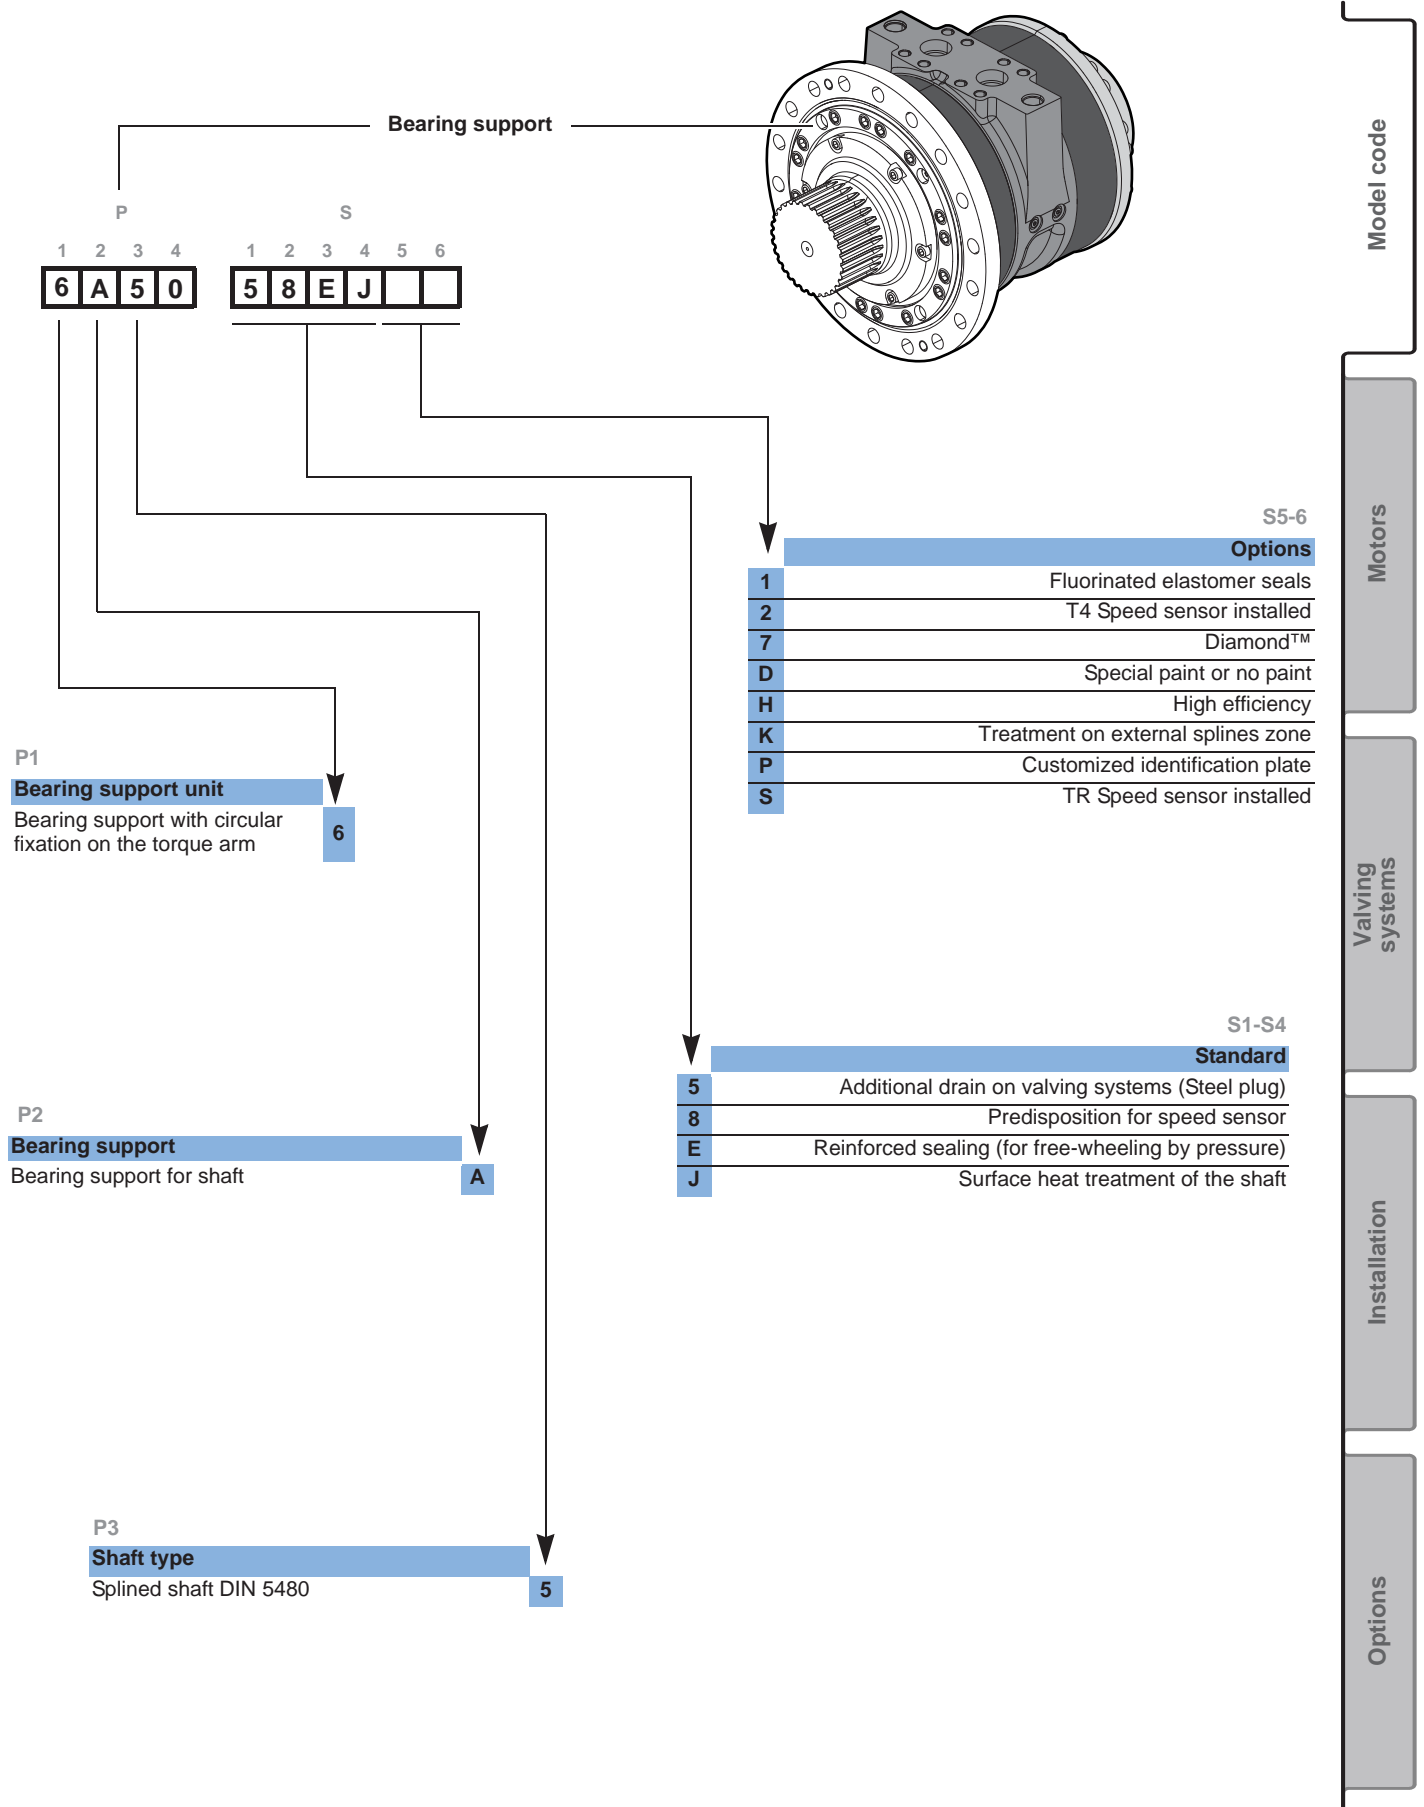 Bearing support
P
S
1 2 3 4
1 2 3 4 5 6
6 A 5 0
5 8 E J
S5-6
Options
1 Fluorinated elastomer seals
2 T4 Speed sensor installed
7 Diamond™
D Special paint or no paint
H High efficiency
K Treatment on external splines zone
P Customized identification plate
S TR Speed sensor installed
P1
Bearing support unit
Bearing support with circular
fixation on the torque arm
6
S1-S4
Standard
5 Additional drain on valving systems (Steel plug)
8 Predisposition for speed sensor
E Reinforced sealing (for free-wheeling by pressure)
J Surface heat treatment of the shaft
P2
Bearing support
Bearing support for shaft A
P3
Shaft type
Splined shaft DIN 5480 5
Model code
Motors
Valving
systems
Installation
Options